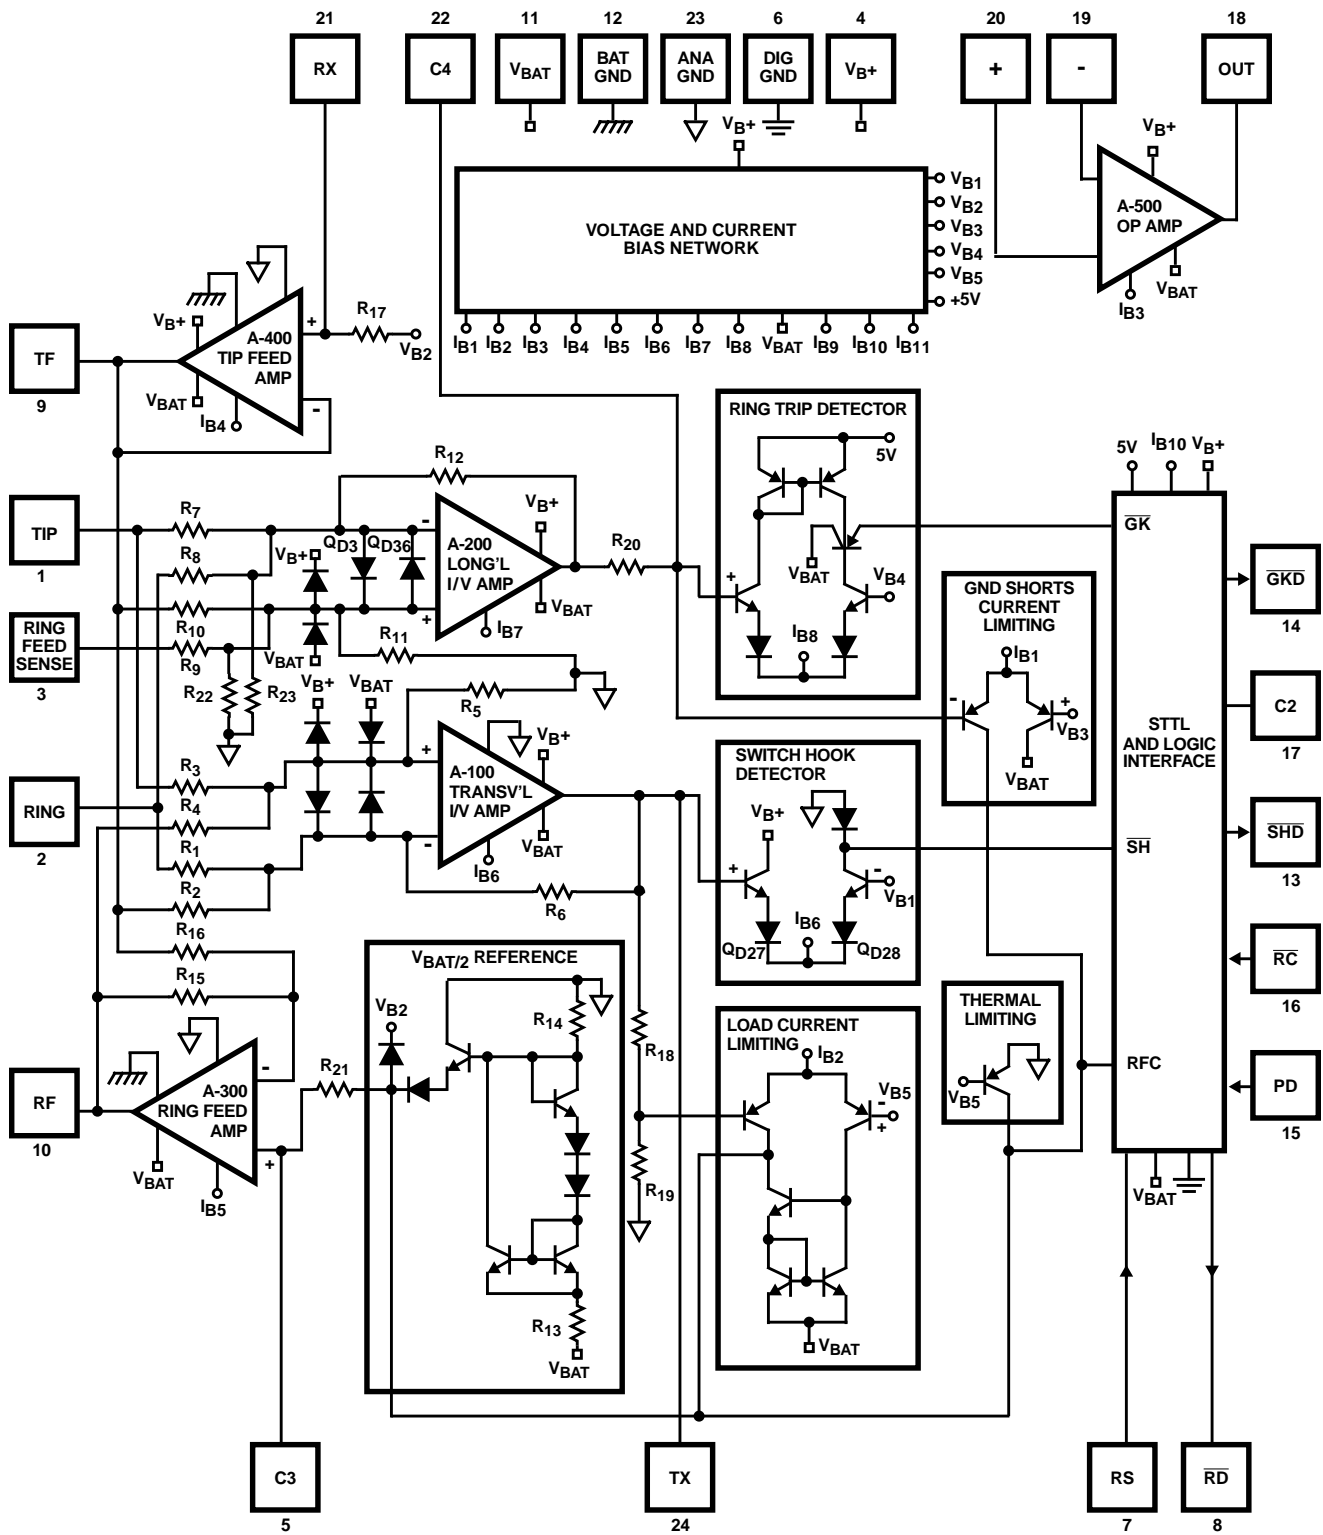 21
22
11
12
23
6
4
20
19
18
RX
C4
VBAT
BAT
GND
ANA
GND
DIG
GND
VB+
+
-
OUT
VB+
VB+
VOLTAGE AND CURRENT
BIAS NETWORK
VB1
VB2
VB3
VB4
VB5
+5V
A-500
OP AMP
VBAT
IB3
IB1
IB2
IB3
IB4
IB5
IB6
IB7
IB8
VBAT
IB9
IB10
IB11
R17
VB2
VB+
+
A-400
TIP FEED
AMP
VBAT
-
IB4
TF
9
RING TRIP DETECTOR
5V
VBAT
VB4
+
IB8
R12
TIP
1
R7
R8
R10
R9
QD3
QD36
VB+
-
A-200
LONG'L
I/V AMP
VB+
VBAT
+
IB7
R20
RING
FEED
SENSE
3
VBAT
R11
R22
R23
VB+
VBAT
R5
R3
R4
R1
R2
R16
R15
RING
2
+
A-100
TRANSV'L
I/V AMP
VB+
VBAT
-
IB6
R6
SWITCH HOOK
DETECTOR
VB+
+
-
VB1
IB6
QD27
QD28
GND SHORTS
CURRENT
LIMITING
IB1
-
+
VB3
VBAT
5V
IB10
VB+
GK
STTL
AND LOGIC
INTERFACE
SH
RFC
VBAT
GKD
14
C2
17
SHD
13
RC
16
PD
15
THERMAL
LIMITING
VB5
VBAT/2 REFERENCE
VB2
R14
R13
VBAT
R21
-
A-300
RING FEED
AMP
+
VBAT
IB5
RF
10
R18
R19
LOAD CURRENT
LIMITING
IB2
VB5
-
+
VBAT
C3
5
TX
24
RS
7
RD
8